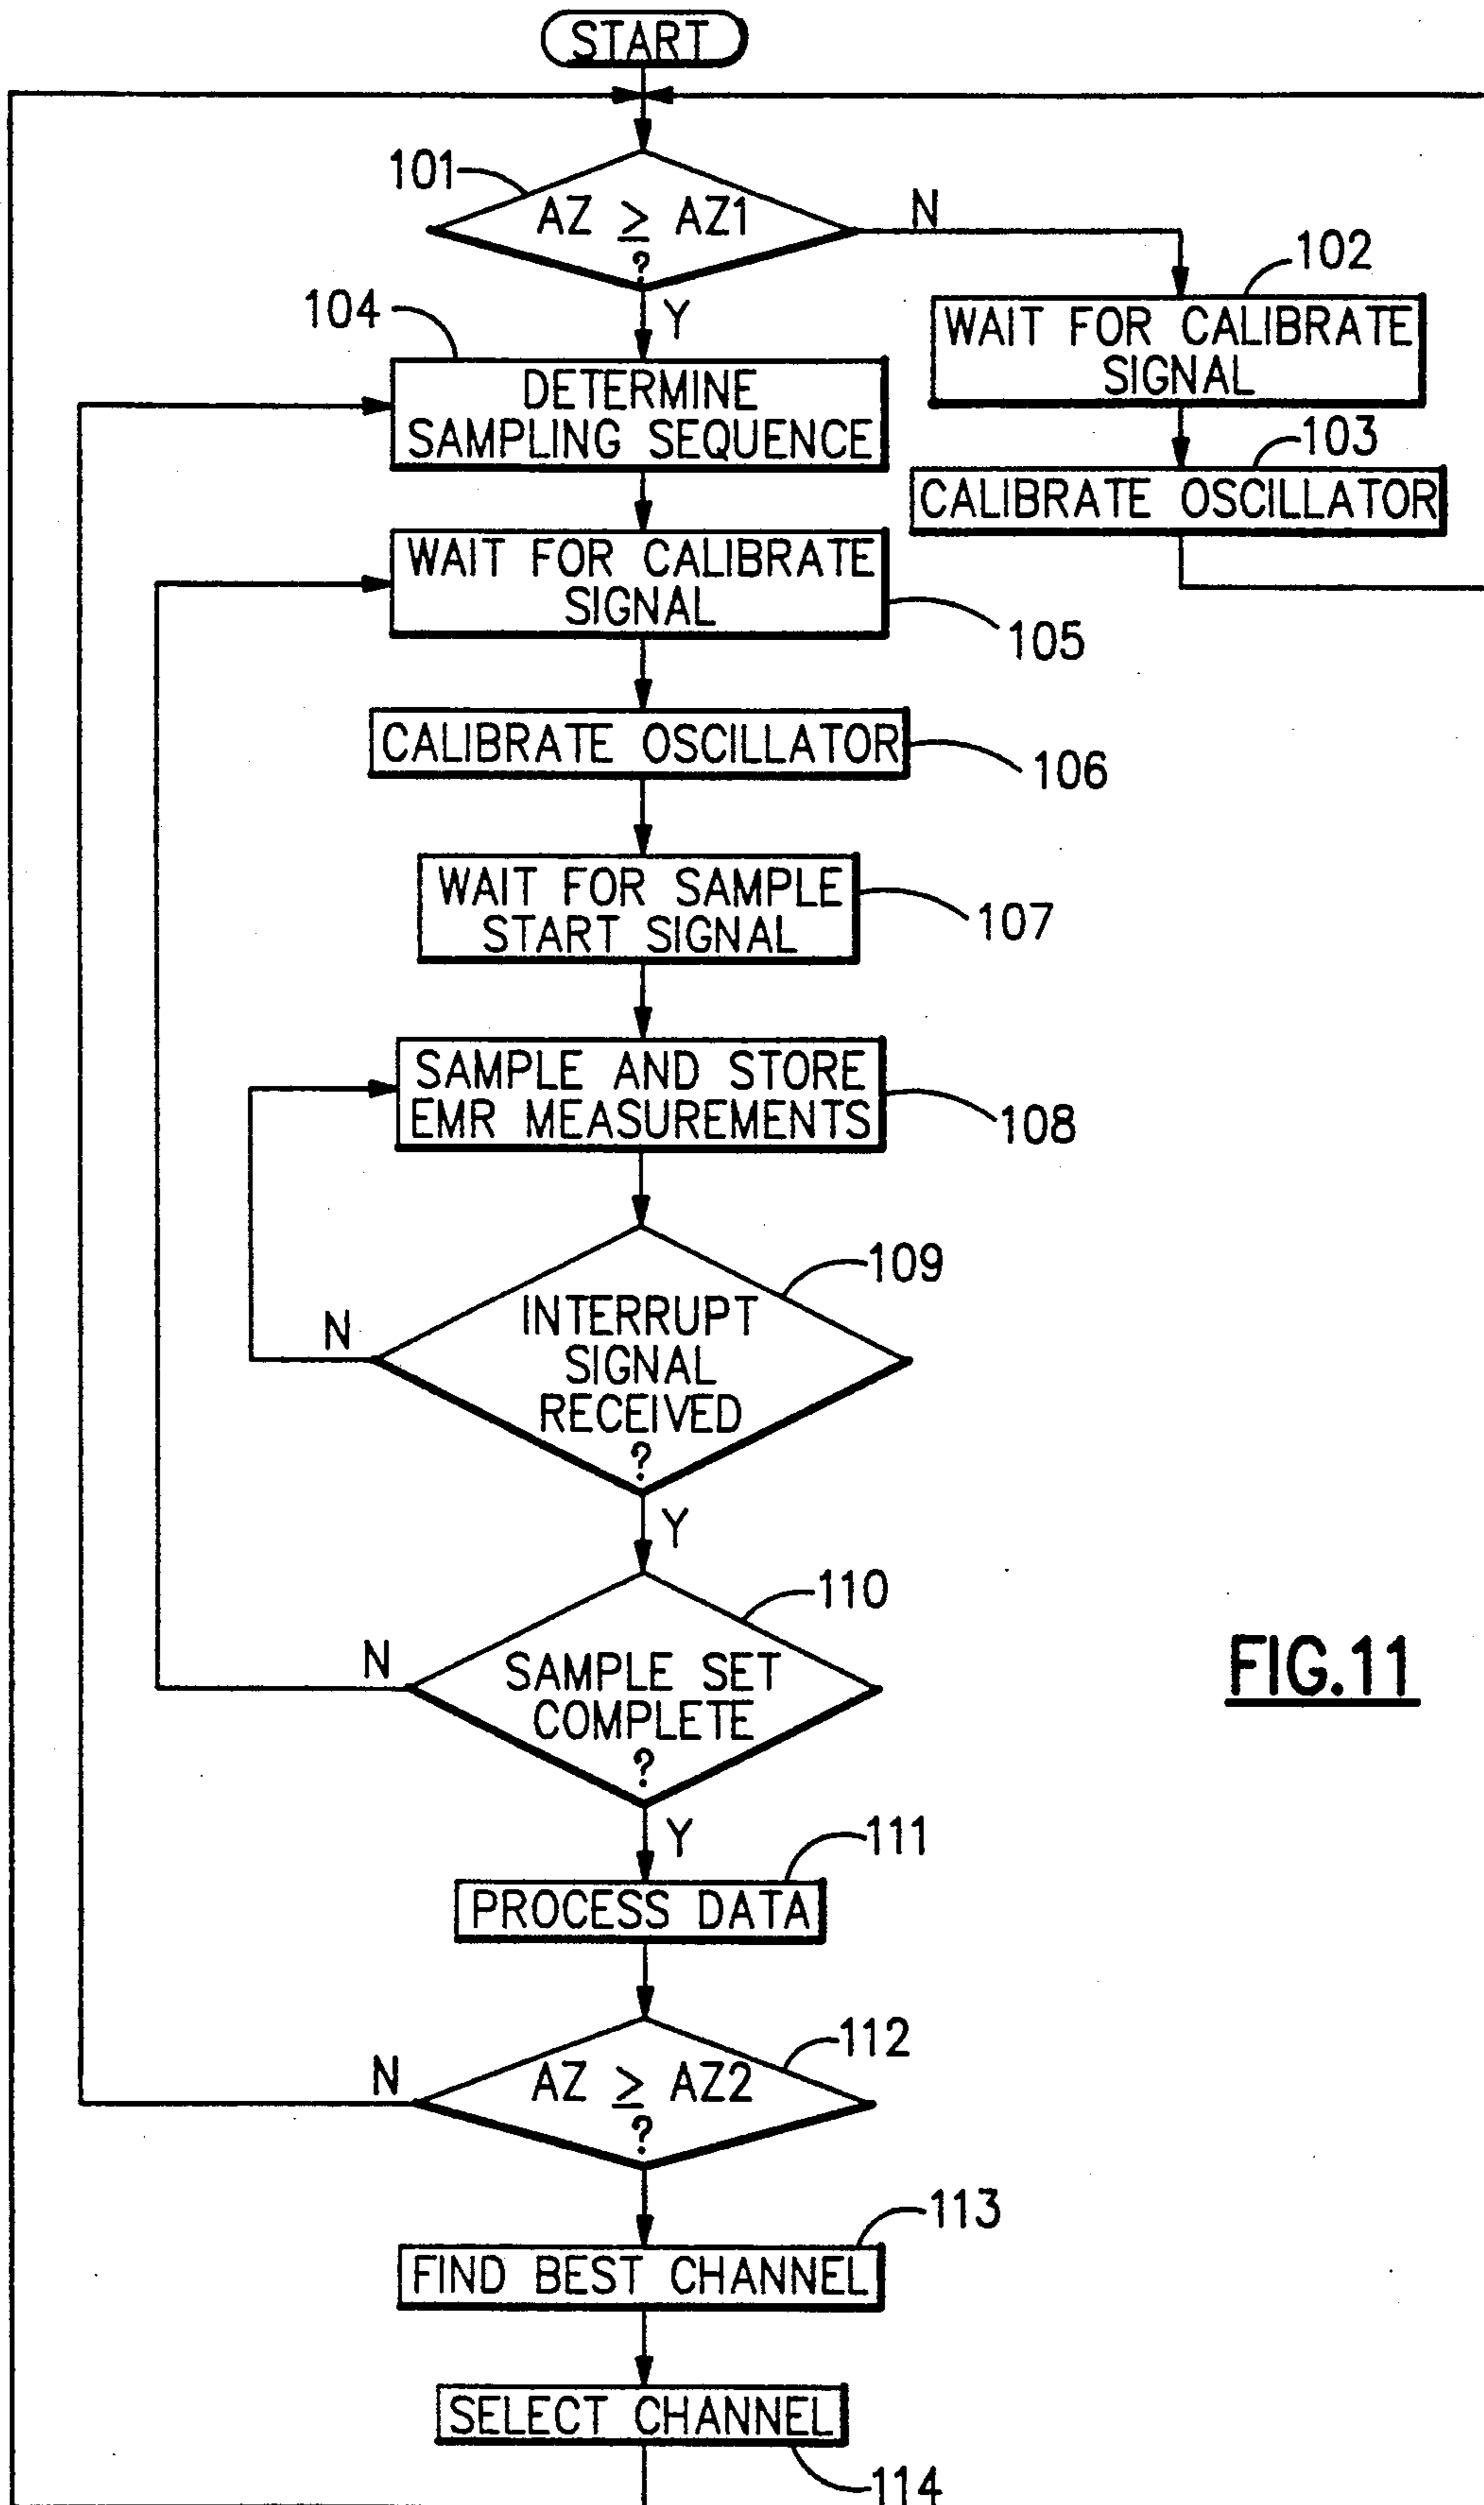 START
101
AZ ≥ AZ1
?
N
Y
102
WAIT FOR CALIBRATE
SIGNAL
103
CALIBRATE OSCILLATOR
104
DETERMINE
SAMPLING SEQUENCE
WAIT FOR CALIBRATE
SIGNAL
105
CALIBRATE OSCILLATOR
106
WAIT FOR SAMPLE
START SIGNAL
107
SAMPLE AND STORE
EMR MEASUREMENTS
108
109
INTERRUPT
SIGNAL
RECEIVED
?
N
Y
110
SAMPLE SET
COMPLETE
?
N
Y
FIG.11
111
PROCESS DATA
112
AZ ≥ AZ2
?
N
113
FIND BEST CHANNEL
SELECT CHANNEL
114